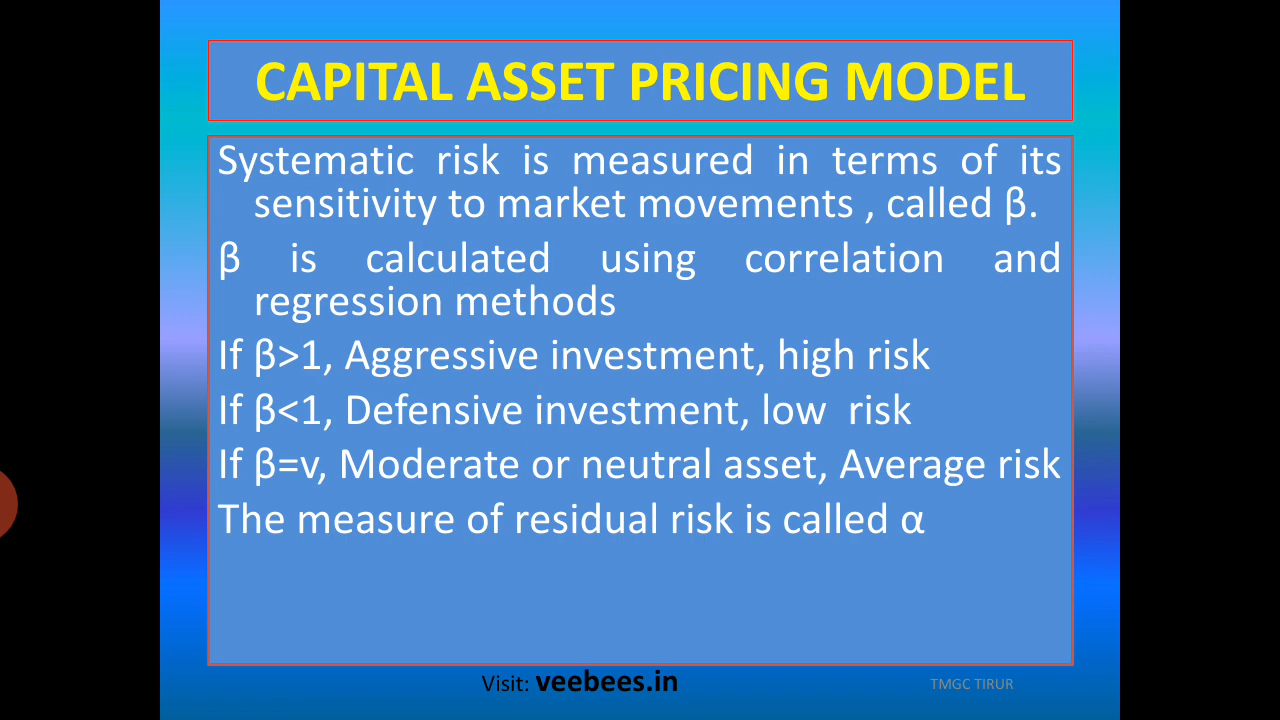 CAPITAL ASSET PRICING MODEL
Systematic risk is measured in terms of its
sensitivity to market movements , called β.
β is calculated using correlation and
regression methods
If β>1, Aggressive investment, high risk
If β<1, Defensive investment, low risk
If β=v, Moderate or neutral asset, Average risk
The measure of residual risk is called α
Visit: veebees.in
TMGC TIRUR